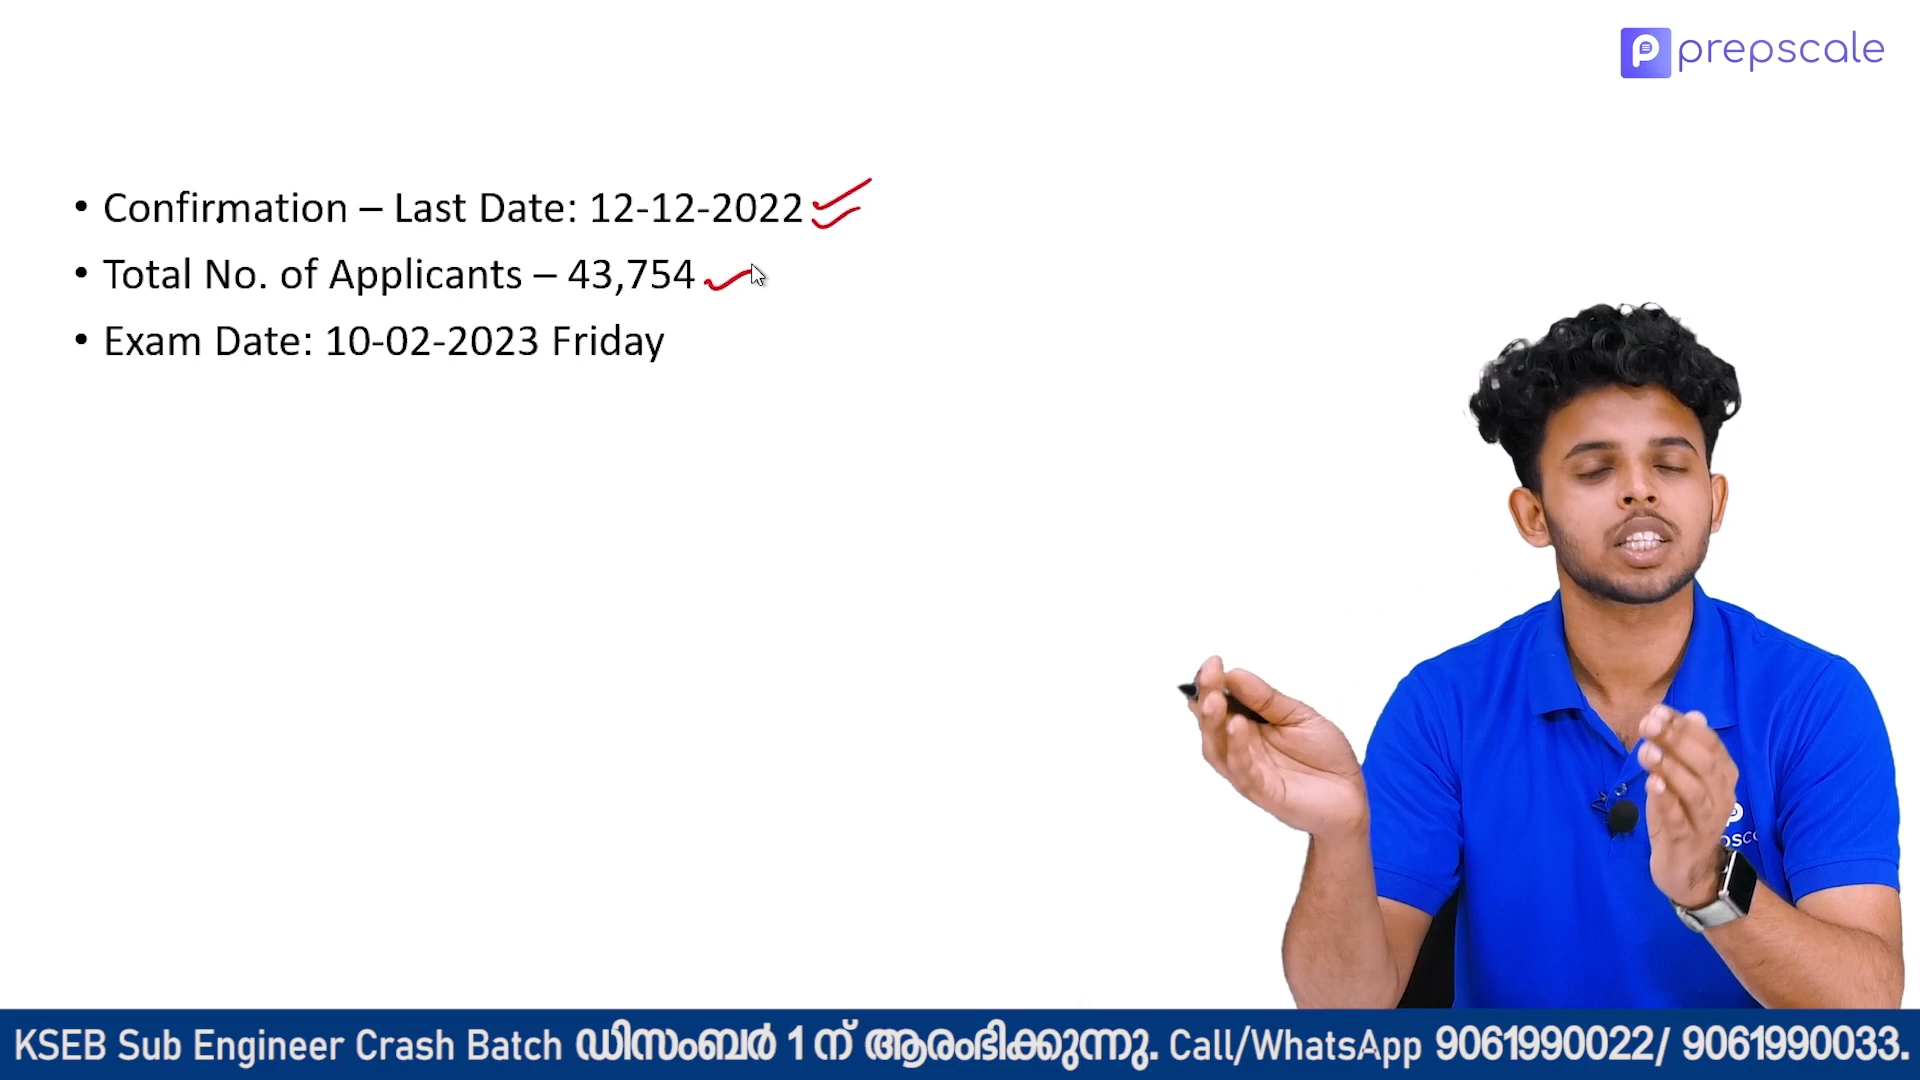 prepscale
• Confirmation – Last Date: 12-12-2022
• Total No. of Applicants – 43,754
• Exam Date: 10-02-2023 Friday
KSEB Sub Engineer Crash Batch ഡിസംബർ 1 ന് ആരംഭിക്കുന്നു. Call/WhatsApp 9061990022/ 9061990033.